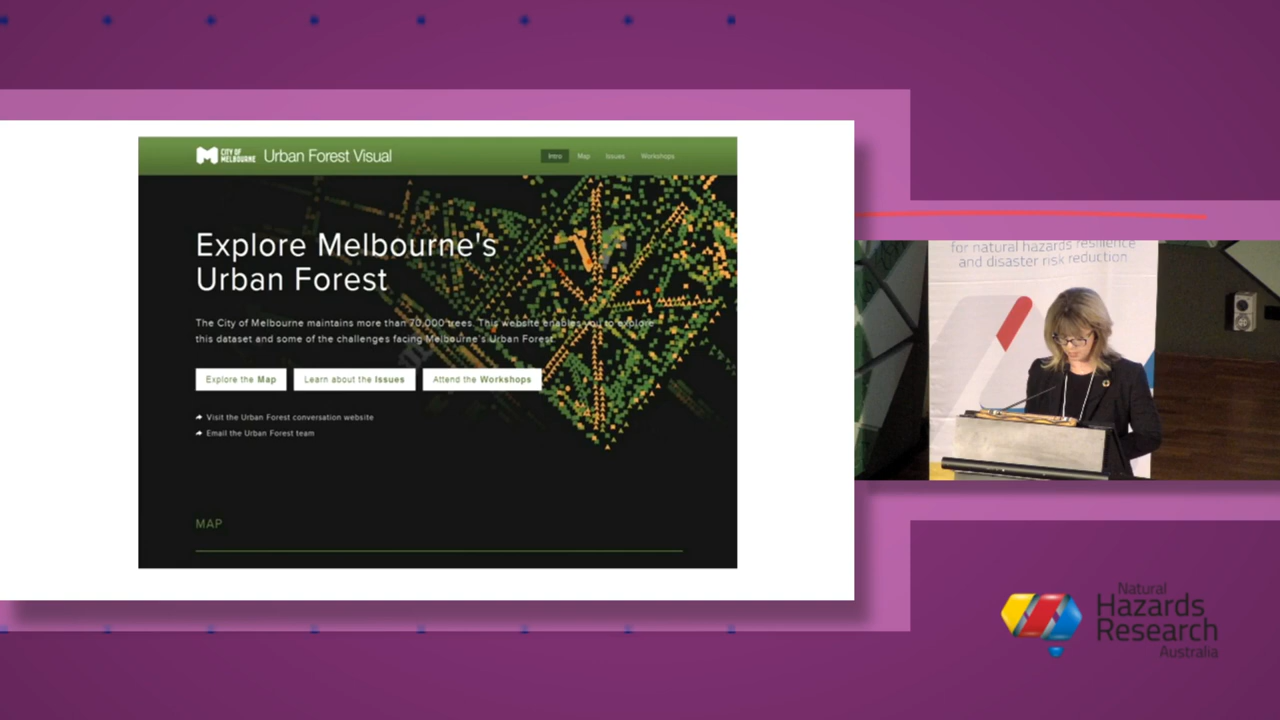 CITY OF
MELBOURNE
Urban Forest Visual
Intro
Map
Issues
Workshops
Explore Melbourne's
Urban Forest
The City of Melbourne maintains more than 70,000 trees. This website enables you to explore
this dataset and some of the challenges facing Melbourne's Urban Forest.
Explore the Map
Learn about the Issues
Attend the Workshops
Visit the Urban Forest conversation website
Email the Urban Forest team
MAP
for natural hazards resilience
and disaster risk reduction
Natural
Hazards
Research
Australia